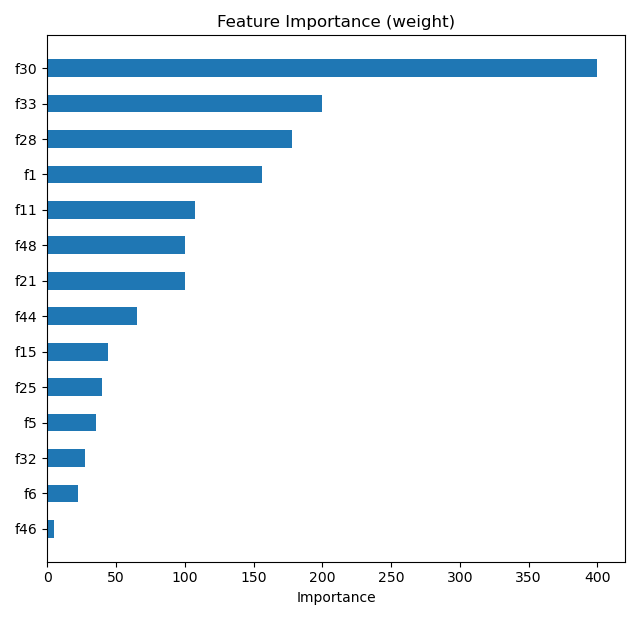 Feature Importance (weight)
f30
f33
f28
f1
f11
f48
f21
f44
f15
f25
f5
f32
f6
f46
0 50 100 150 200 250 300 350 400
Importance